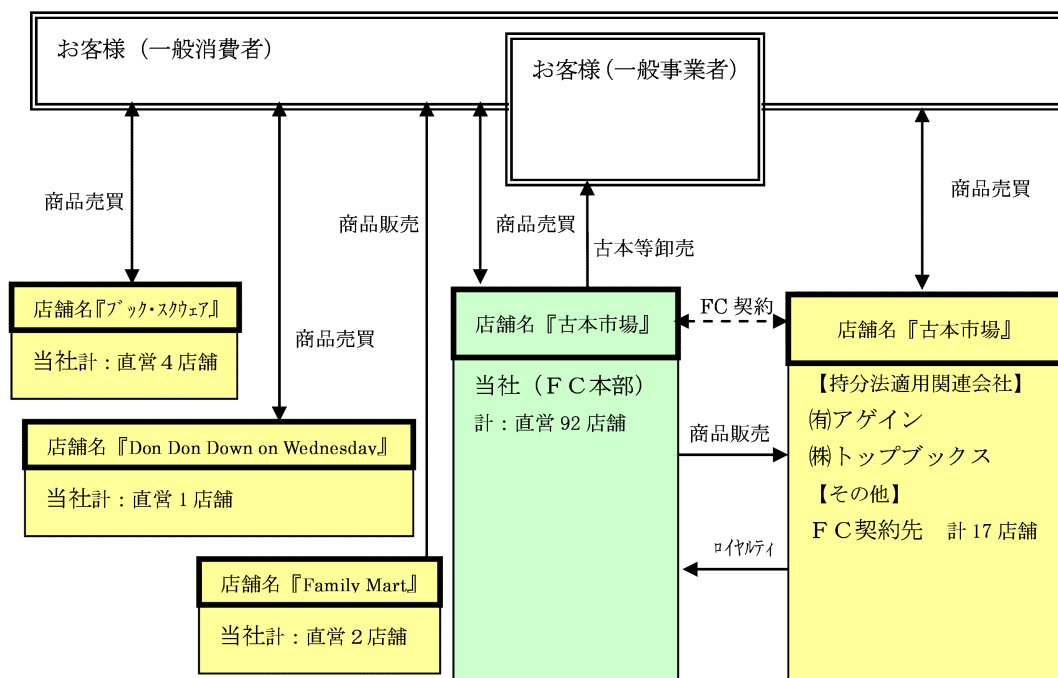 お客様（一般消費者）
お客様（一般事業者）
商品売買
商品販売
商品売買
商品売買
古本等卸売
商品売買
店舗名『ブック・スクウェア』
当社計：直営４店舗
店舗名『Don Don Down on Wednesday』
当社計：直営１店舗
店舗名『Family Mart』
当社計：直営２店舗
店舗名『古本市場』
当社（ＦＣ本部）
計：直営 92 店舗
FC 契約
商品販売
ロイヤルティ
店舗名『古本市場』
【持分法適用関連会社】
㈲アゲイン
㈱トップブックス
【その他】
ＦＣ契約先　計 17 店舗